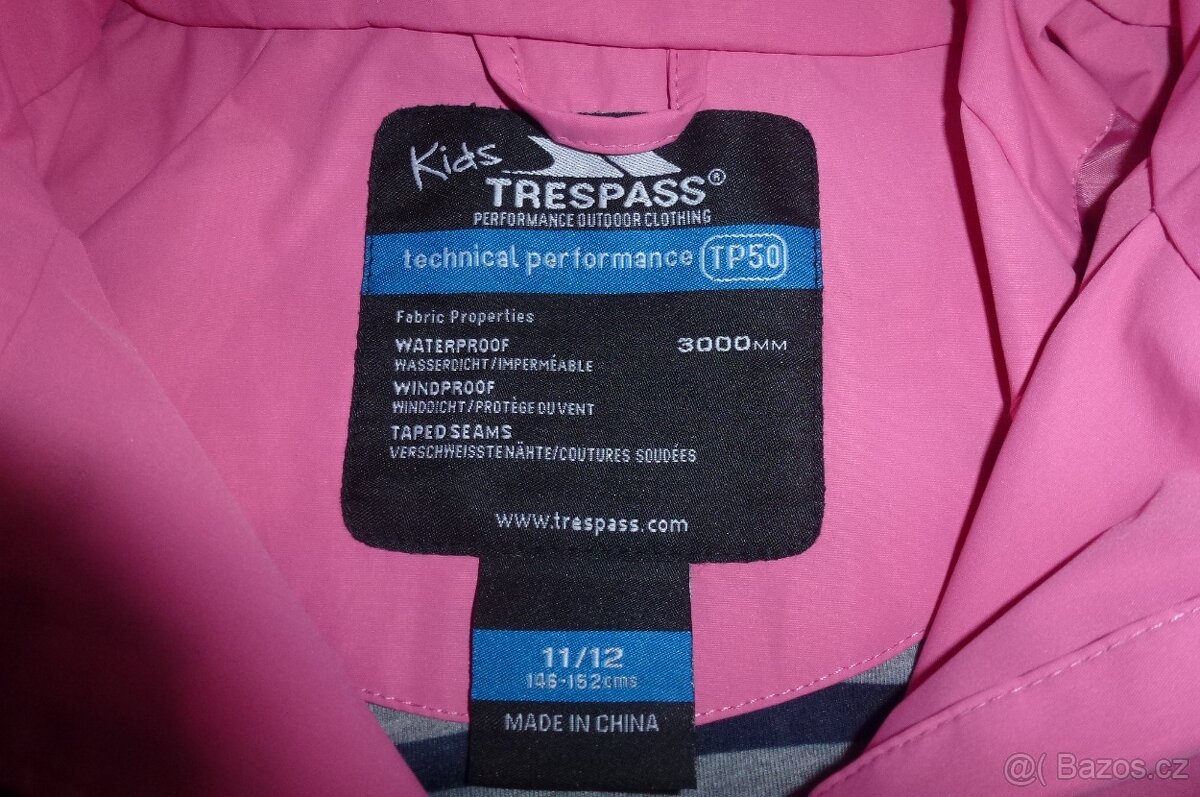 Kids
TRESPASS®
PERFORMANCE OUTDOOR CLOTHING
technical performance TP50
Fabric Properties
WATERPROOF 3000MM
WASSERDICHT/IMPERMÉABLE
WINDPROOF
WINDDICHT/PROTÈGE DU VENT
TAPED SEAMS
VERSCHWEISSTE NÄHTE/COUTURES SOUDÉES
www.trespass.com
11/12
146-152cms
MADE IN CHINA
@( Bazos.cz